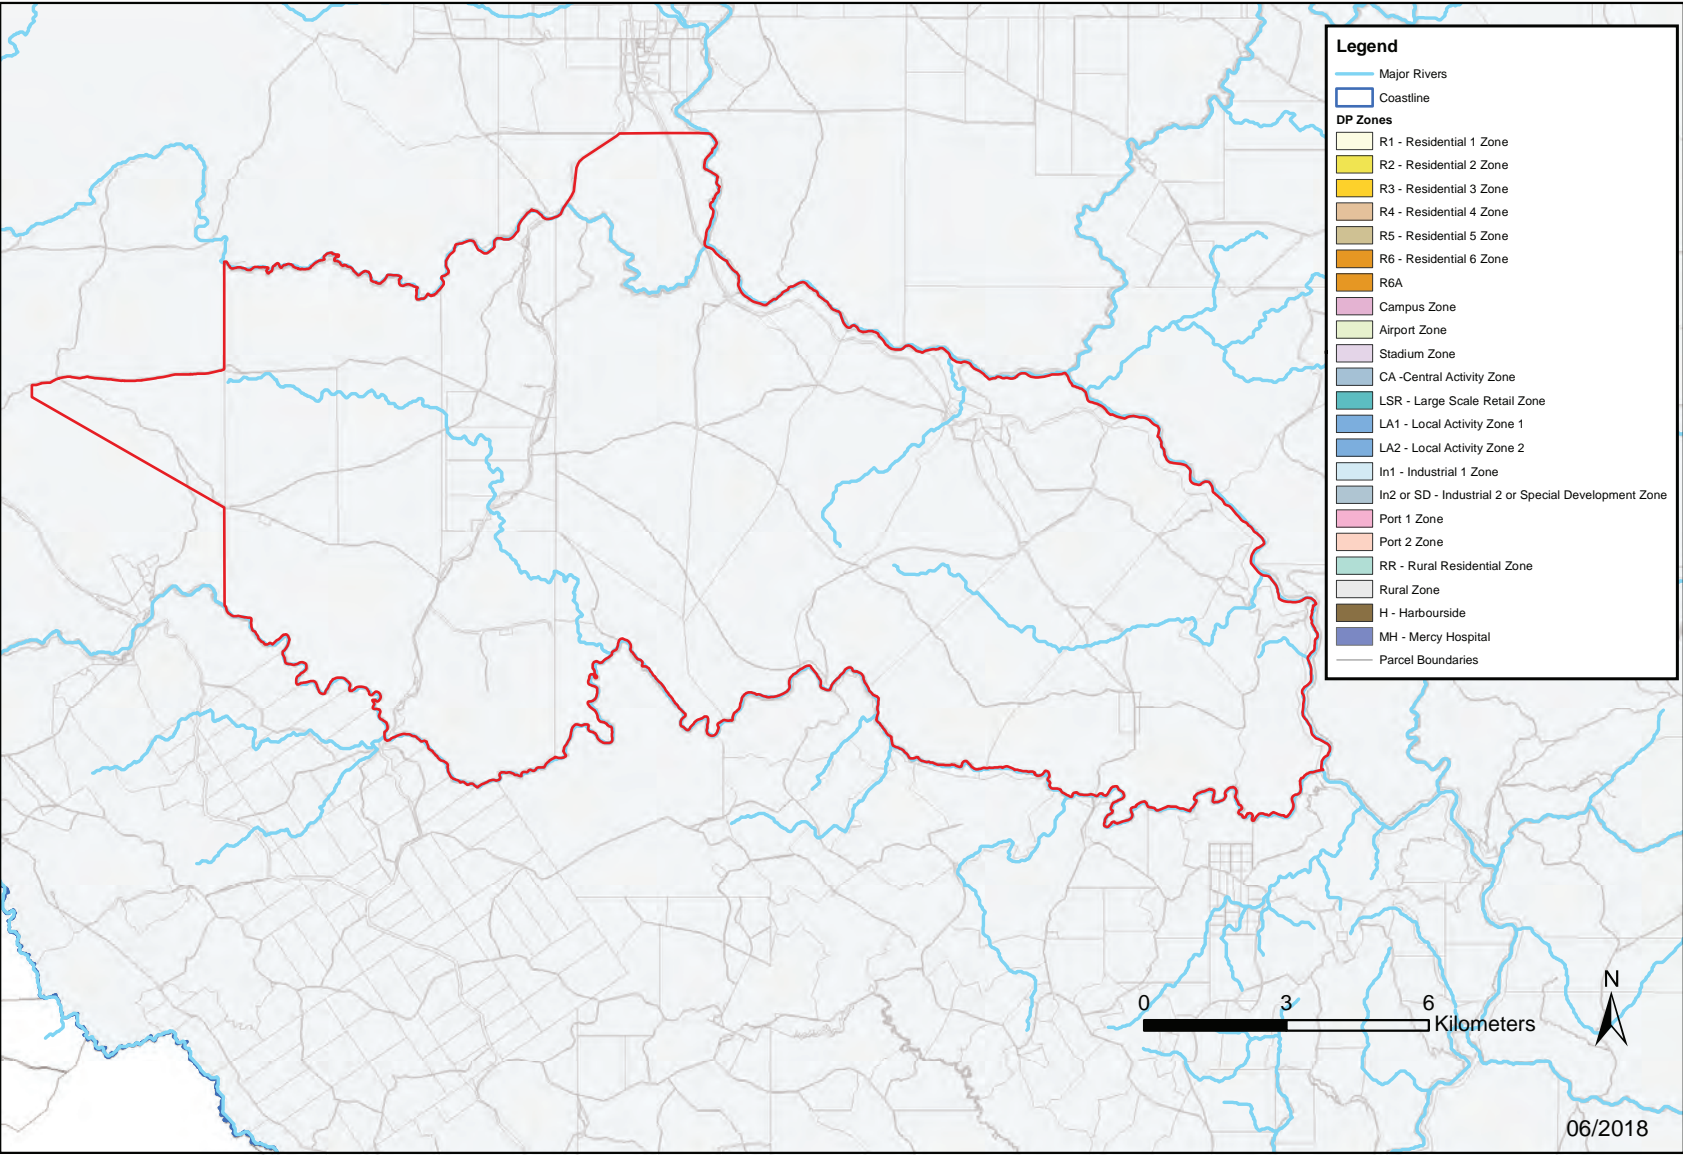 Legend
Major Rivers
Coastline
DP Zones
R1 - Residential 1 Zone
R2 - Residential 2 Zone
R3 - Residential 3 Zone
R4 - Residential 4 Zone
R5 - Residential 5 Zone
R6 - Residential 6 Zone
R6A
Campus Zone
Airport Zone
Stadium Zone
CA -Central Activity Zone
LSR - Large Scale Retail Zone
LA1 - Local Activity Zone 1
LA2 - Local Activity Zone 2
In1 - Industrial 1 Zone
In2 or SD - Industrial 2 or Special Development Zone
Port 1 Zone
Port 2 Zone
RR - Rural Residential Zone
Rural Zone
H - Harbourside
MH - Mercy Hospital
Parcel Boundaries
N
0 3 6
Kilometers
06/2018